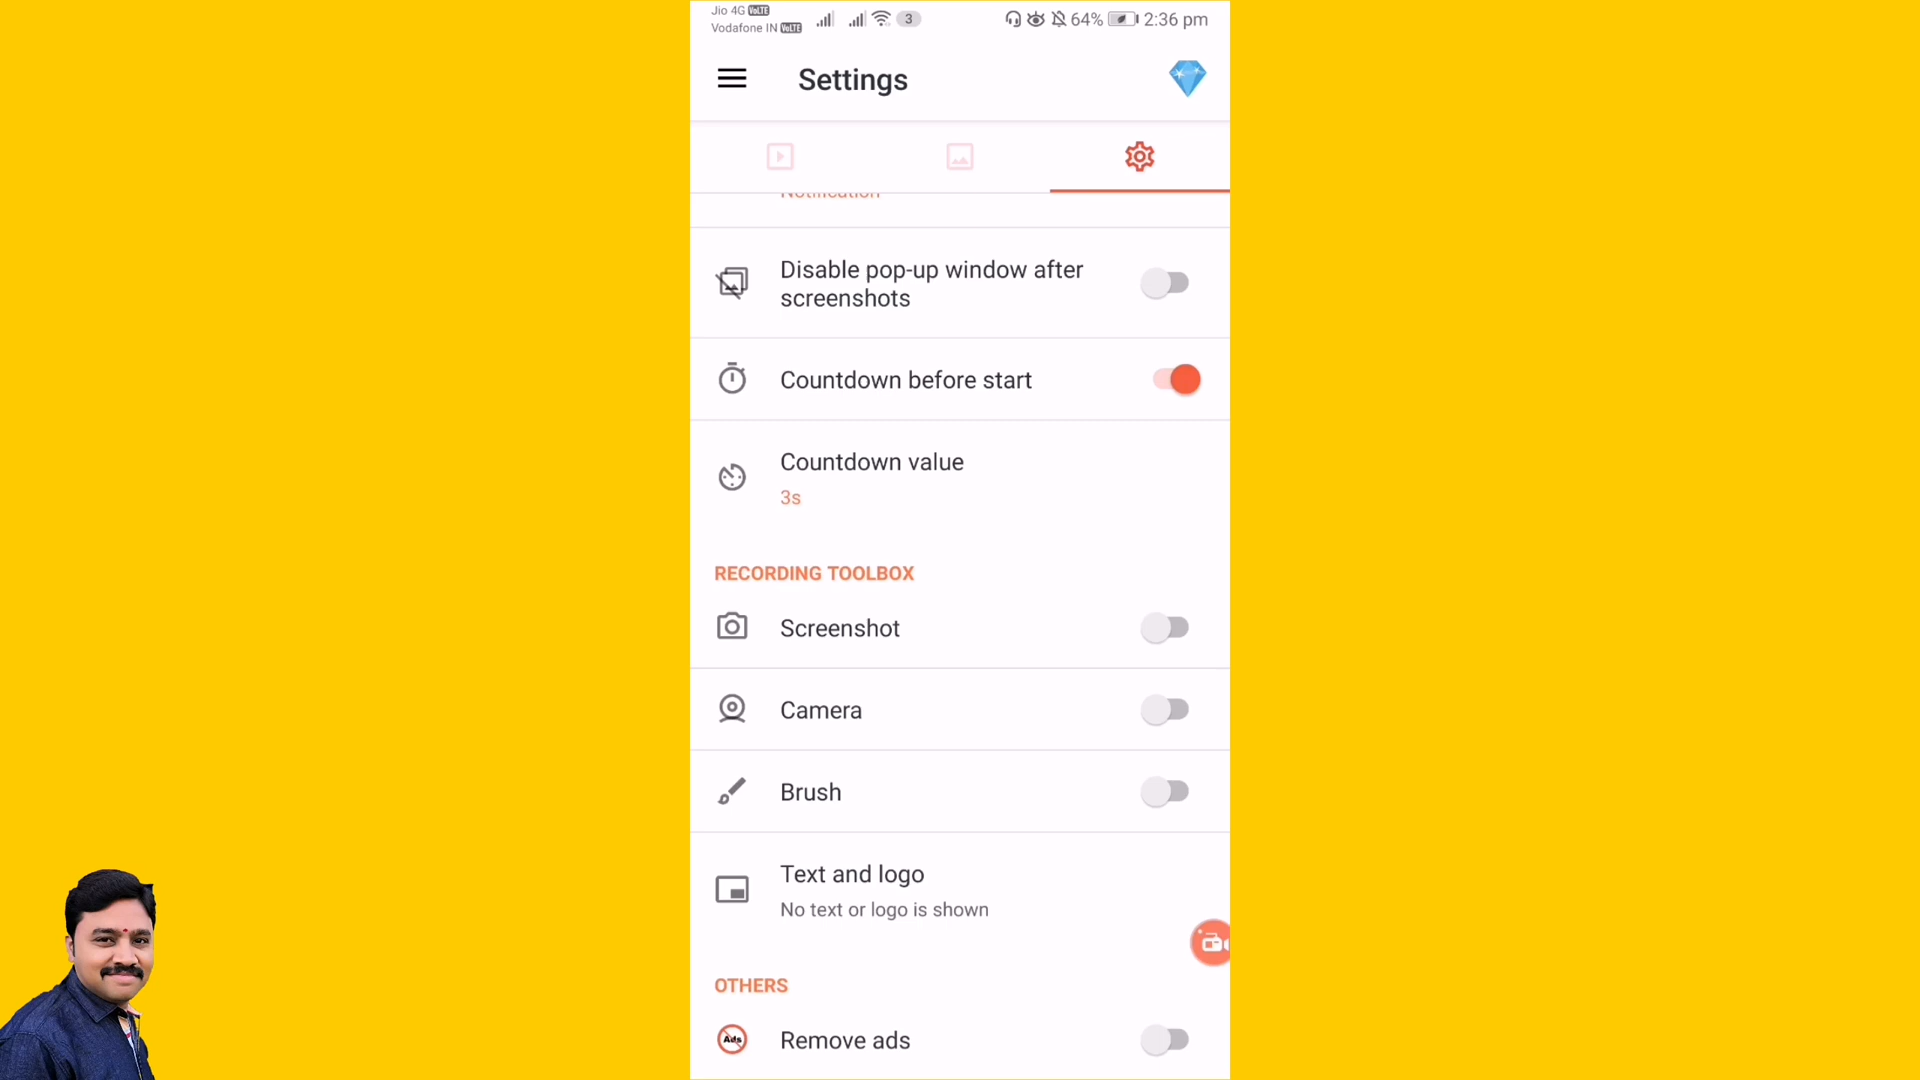 Jio 4G VoLTE
Vodafone IN VoLTE
3
64%
2:36 pm
Settings
Notification
Disable pop-up window after
screenshots
Countdown before start
Countdown value
3s
RECORDING TOOLBOX
Screenshot
Camera
Brush
Text and logo
No text or logo is shown
OTHERS
Ads
Remove ads